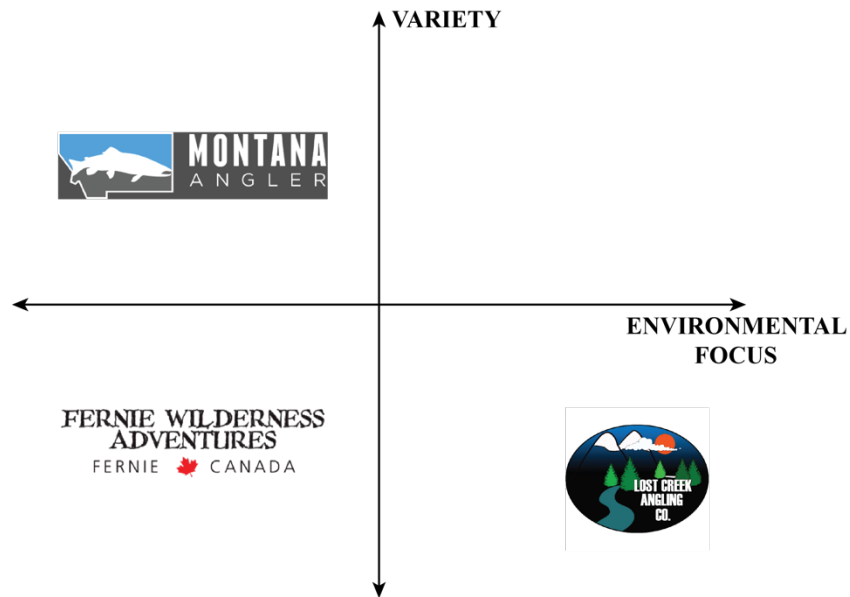 VARIETY
MONTANA
ANGLER
ENVIRONMENTAL
FOCUS
FERNIE WILDERNESS
ADVENTURES
FERNIE CANADA
LOST CREEK
ANGLING
CO.